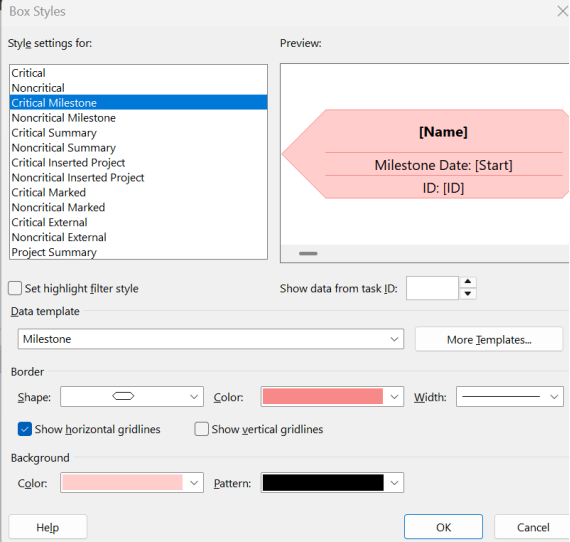 Box Styles
Style settings for:
Preview:
Critical
Noncritical
Critical Milestone
Noncritical Milestone
Critical Summary
Noncritical Summary
Critical Inserted Project
Noncritical Inserted Project
Critical Marked
Noncritical Marked
Critical External
Noncritical External
Project Summary
[Name]
Milestone Date: [Start]
ID: [ID]
Set highlight filter style
Show data from task ID:
Data template
Milestone
More Templates...
Border
Shape:
Color:
Width:
Show horizontal gridlines
Show vertical gridlines
Background
Color:
Pattern:
Help
OK
Cancel